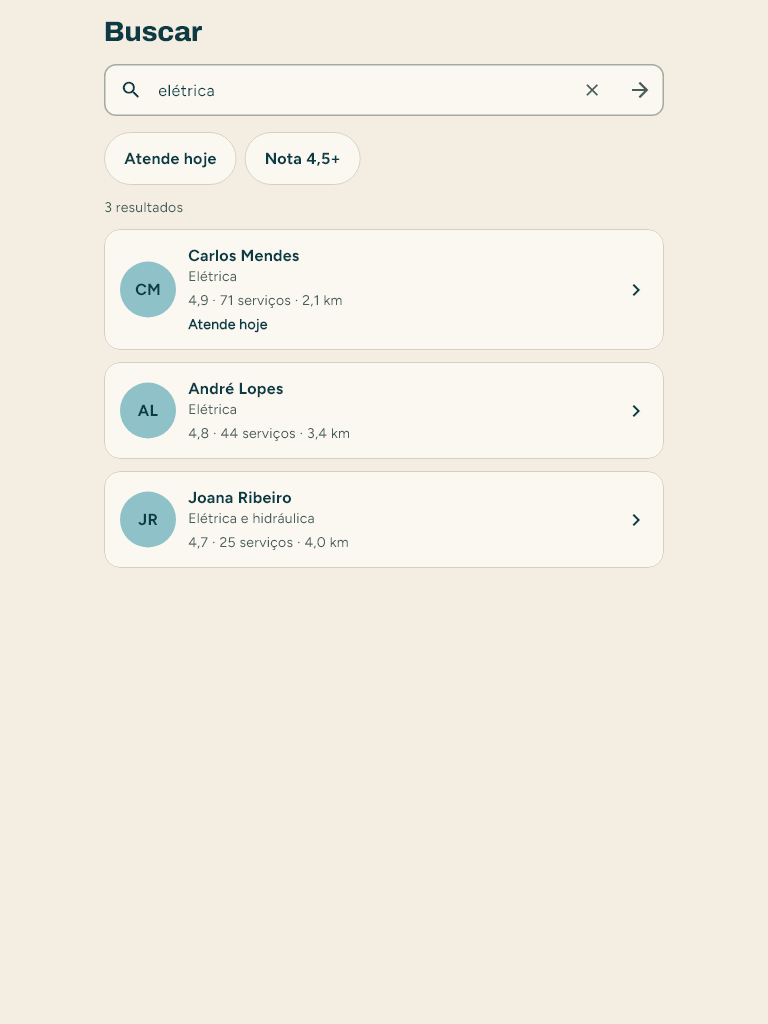 Buscar
elétrica
Atende hoje
Nota 4,5+
3 resultados
CM
Carlos Mendes
Elétrica
4,9 · 71 serviços · 2,1 km
Atende hoje
AL
André Lopes
Elétrica
4,8 · 44 serviços · 3,4 km
JR
Joana Ribeiro
Elétrica e hidráulica
4,7 · 25 serviços · 4,0 km